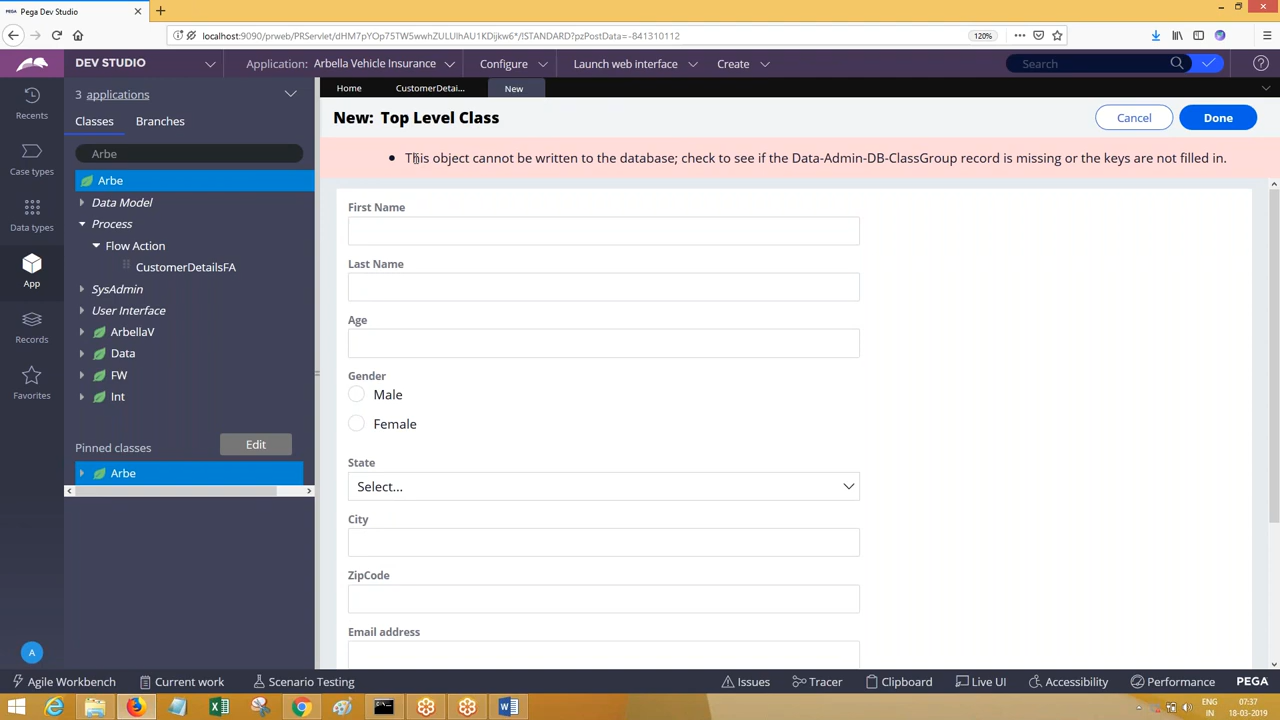 Pega Dev Studio
localhost:9090/prweb/PRServlet/dHM7pYOp75TW5wwhZULUlhAU1KDijkw6*/!STANDARD?pzPostData=-841310112
120%
DEV STUDIO
Application: Arbella Vehicle Insurance
Configure
Launch web interface
Create
Search
Recents
Case types
Data types
App
Records
Favorites
A
3 applications
Classes
Branches
Arbe
Arbe
Data Model
Process
Flow Action
CustomerDetailsFA
SysAdmin
User Interface
ArbellaV
Data
FW
Int
Pinned classes
Edit
Arbe
Home
CustomerDetai...
New
New: Top Level Class
Cancel
Done
This object cannot be written to the database; check to see if the Data-Admin-DB-ClassGroup record is missing or the keys are not filled in.
First Name
Last Name
Age
Gender
Male
Female
State
Select...
City
ZipCode
Email address
Agile Workbench
Current work
Scenario Testing
Issues
Tracer
Clipboard
Live UI
Accessibility
Performance
PEGA
ENG
IN
07:37
18-03-2019